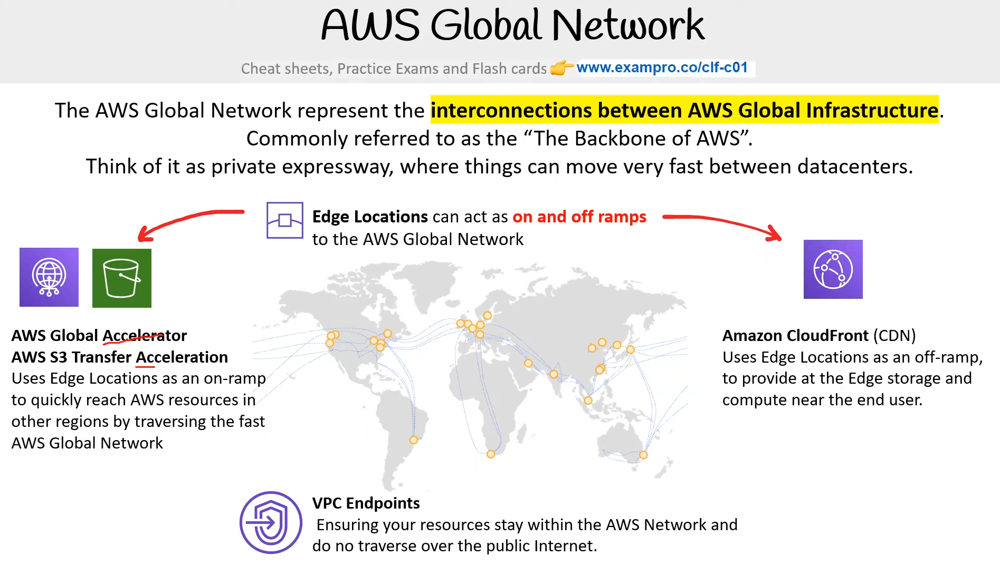 AWS Global Network
Cheat sheets, Practice Exams and Flash cards 👉 www.exampro.co/clf-c01
The AWS Global Network represent the interconnections between AWS Global Infrastructure.
Commonly referred to as the “The Backbone of AWS”.
Think of it as private expressway, where things can move very fast between datacenters.
Edge Locations can act as on and off ramps
to the AWS Global Network
AWS Global Accelerator
AWS S3 Transfer Acceleration
Uses Edge Locations as an on-ramp
to quickly reach AWS resources in
other regions by traversing the fast
AWS Global Network
Amazon CloudFront (CDN)
Uses Edge Locations as an off-ramp,
to provide at the Edge storage and
compute near the end user.
VPC Endpoints
Ensuring your resources stay within the AWS Network and
do no traverse over the public Internet.